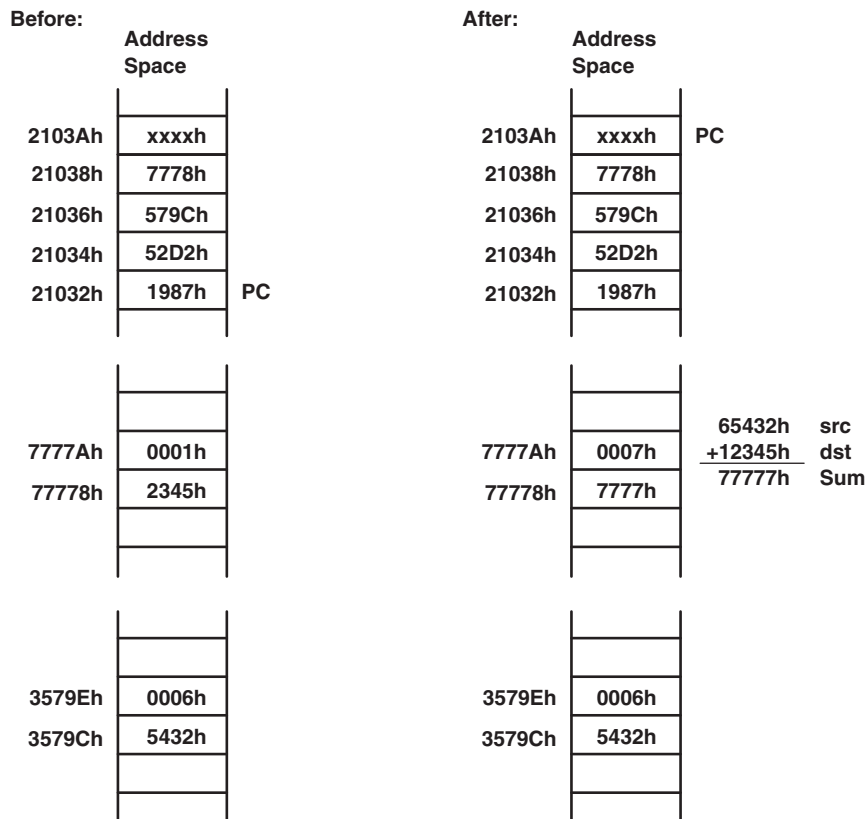 Before:
Address
Space
2103Ah xxxxh
21038h 7778h
21036h 579Ch
21034h 52D2h
21032h 1987h PC
7777Ah 0001h
77778h 2345h
3579Eh 0006h
3579Ch 5432h
After:
Address
Space
2103Ah xxxxh PC
21038h 7778h
21036h 579Ch
21034h 52D2h
21032h 1987h
7777Ah 0007h
77778h 7777h
65432h src
+12345h dst
77777h Sum
3579Eh 0006h
3579Ch 5432h